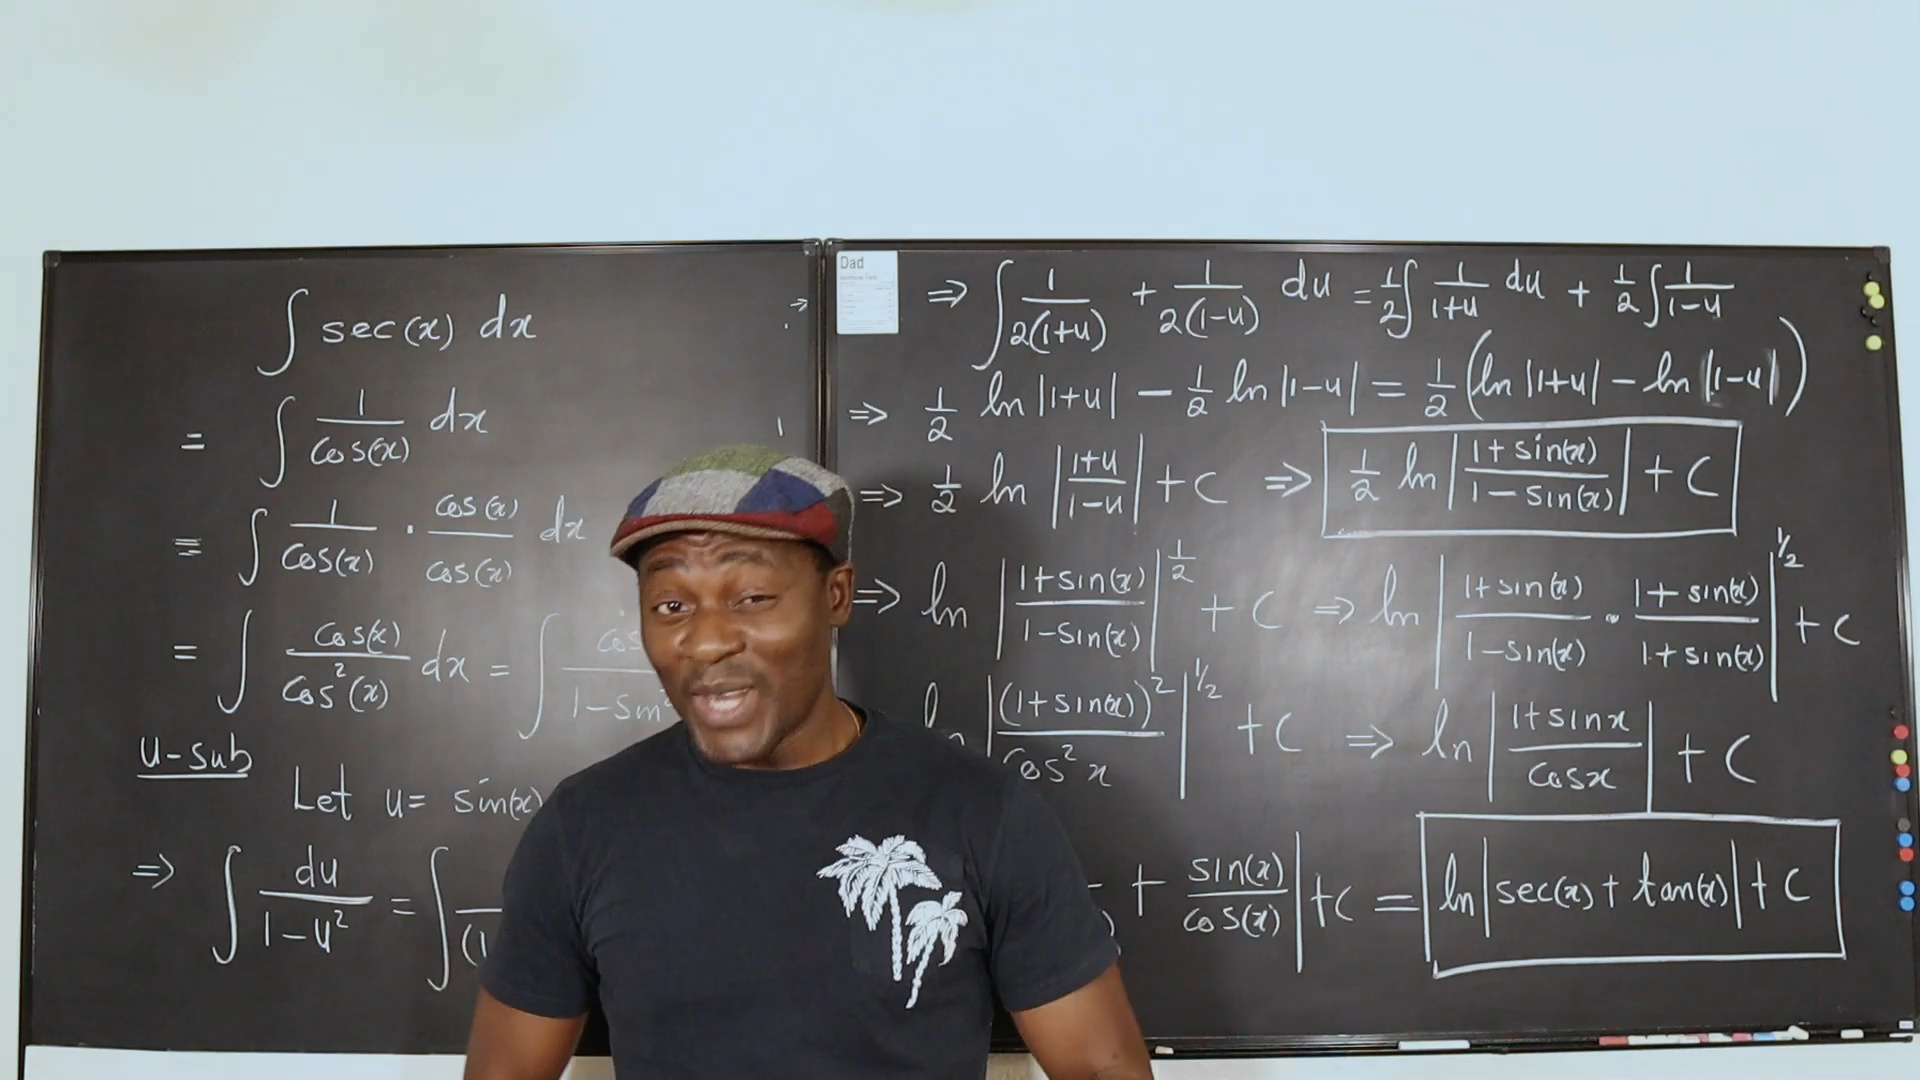 ∫ sec(x) dx
= ∫ 1/cos(x) dx
= ∫ 1/cos(x) · cos(x)/cos(x) dx
= ∫ cos(x)/cos²(x) dx = ∫ cos / 1-sin²
u-sub
Let u= sin(x)
⇒ ∫ du/1-u² = ∫ /(1
Dad
⇒ ∫ 1/2(1+u) + 1/2(1-u) du = 1/2 ∫ 1/1+u du + 1/2 ∫ 1/1-u
⇒ 1/2 ln |1+u| - 1/2 ln |1-u| = 1/2 (ln |1+u| - ln |1-u|)
⇒ 1/2 ln |1+u/1-u| + C ⇒ 1/2 ln |1+sin(x)/1-sin(x)| + C
⇒ ln |1+sin(x)/1-sin(x)|^1/2 + C ⇒ ln |1+sin(x)/1-sin(x) · 1+sin(x)/1+sin(x)|^1/2 + C
ln |(1+sin(x))²/cos²x|^1/2 + C ⇒ ln |1+sinx/cosx| + C
+ sin(x)/cos(x)| + C = ln |sec(x) + tan(x)| + C